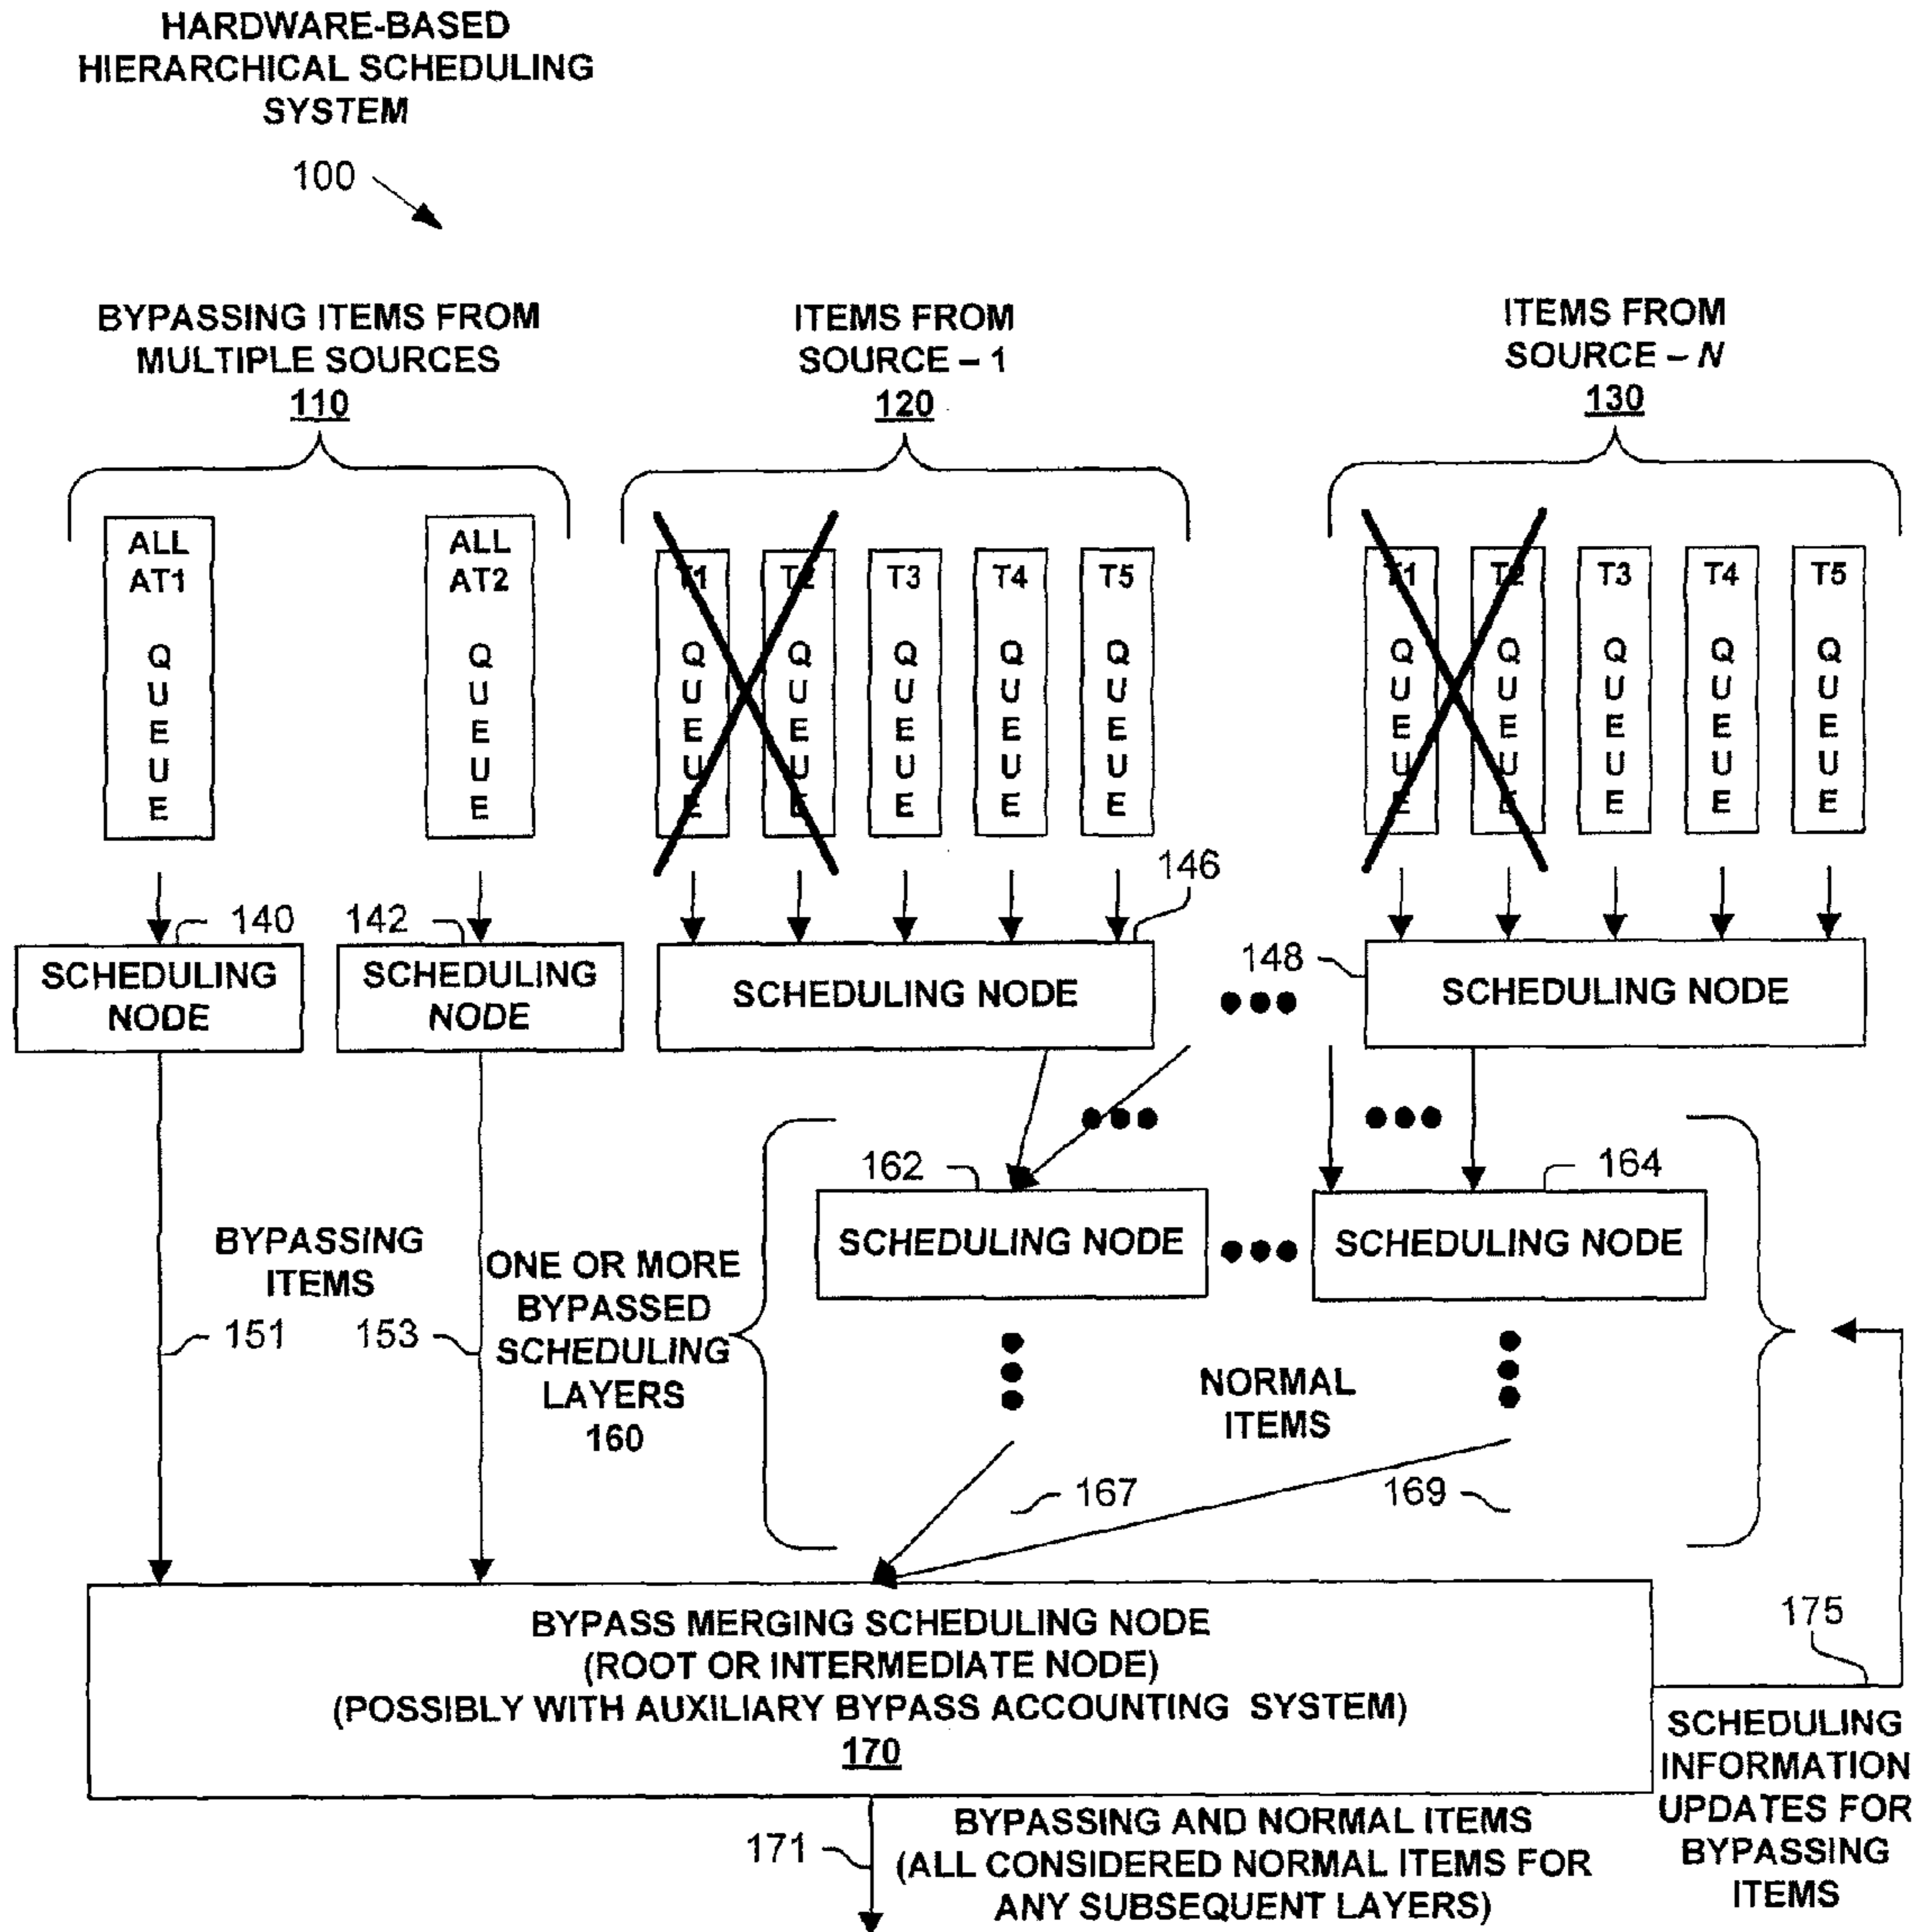 HARDWARE-BASED
HIERARCHICAL SCHEDULING
SYSTEM
100
BYPASSING ITEMS FROM
MULTIPLE SOURCES
110
ITEMS FROM
SOURCE – 1
120
ITEMS FROM
SOURCE – N
130
ALL
AT1
QUEUE
ALL
AT2
QUEUE
T1
QUEUE
T2
QUEUE
T3
QUEUE
T4
QUEUE
T5
QUEUE
T1
QUEUE
T2
QUEUE
T3
QUEUE
T4
QUEUE
T5
QUEUE
140
142
146
148
SCHEDULING
NODE
SCHEDULING
NODE
SCHEDULING NODE
SCHEDULING NODE
162
164
SCHEDULING NODE
SCHEDULING NODE
BYPASSING
ITEMS
151
153
ONE OR MORE
BYPASSED
SCHEDULING
LAYERS
160
NORMAL
ITEMS
167
169
BYPASS MERGING SCHEDULING NODE
(ROOT OR INTERMEDIATE NODE)
(POSSIBLY WITH AUXILIARY BYPASS ACCOUNTING SYSTEM)
170
175
SCHEDULING
INFORMATION
UPDATES FOR
BYPASSING
ITEMS
171
BYPASSING AND NORMAL ITEMS
(ALL CONSIDERED NORMAL ITEMS FOR
ANY SUBSEQUENT LAYERS)